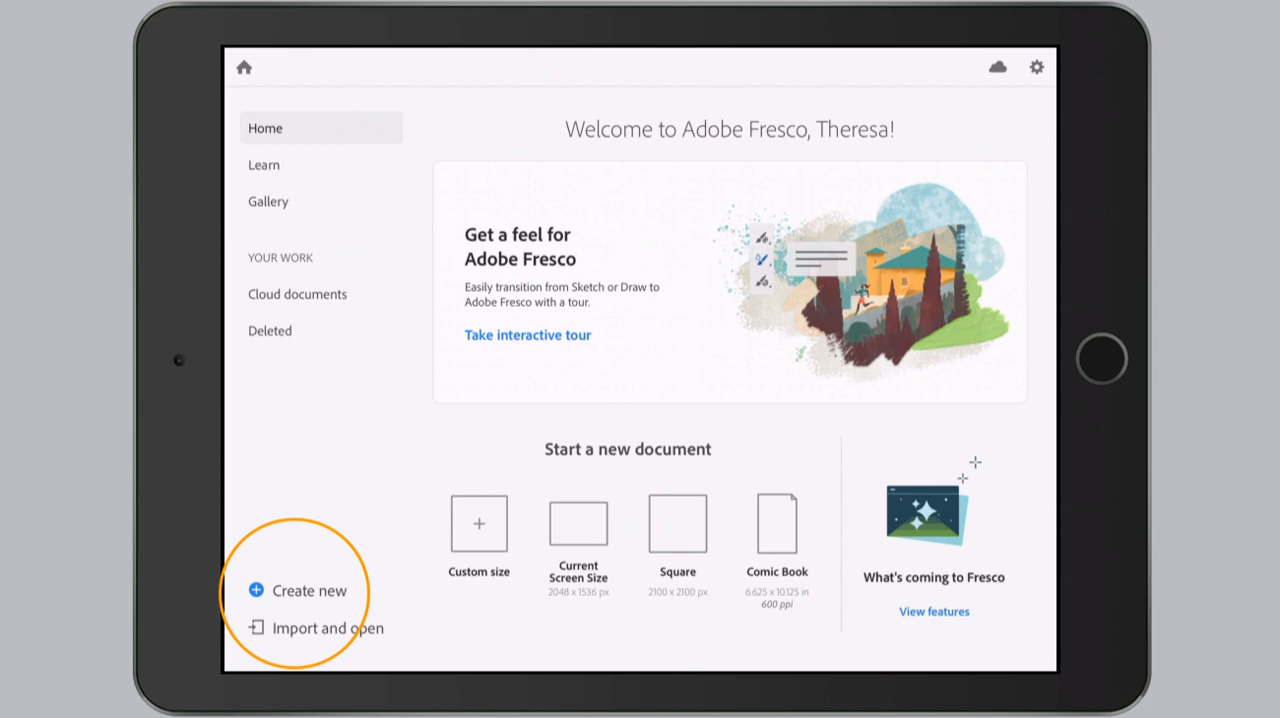 Home
Learn
Gallery
YOUR WORK
Cloud documents
Deleted
Create new
Import and open
Welcome to Adobe Fresco, Theresa!
Get a feel for
Adobe Fresco
Easily transition from Sketch or Draw to
Adobe Fresco with a tour.
Take interactive tour
Start a new document
Custom size
Current
Screen Size
2048 x 1536 px
Square
2100 x 2100 px
Comic Book
6.625 x 10.125 in
600 ppi
What's coming to Fresco
View features